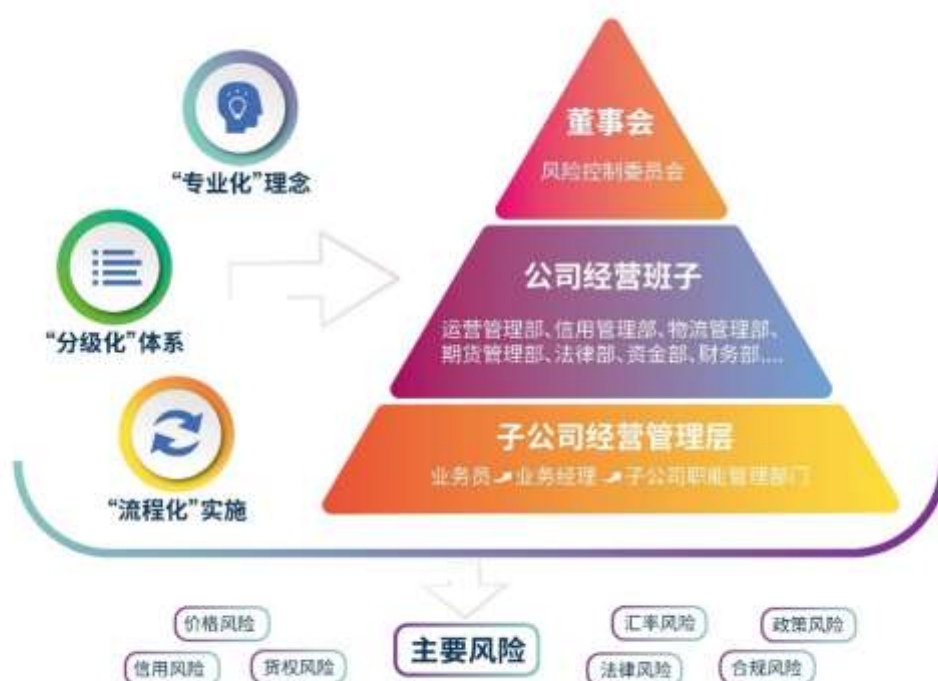 “专业化”理念
“分级化”体系
“流程化”实施
董事会
风险控制委员会
公司经营班子
运营管理部、信用管理部、物流管理部、
期货管理部、法律部、资金部、财务部....
子公司经营管理层
业务员 业务经理 子公司职能管理部门
主要风险
价格风险
信用风险
货权风险
汇率风险
政策风险
法律风险
合规风险